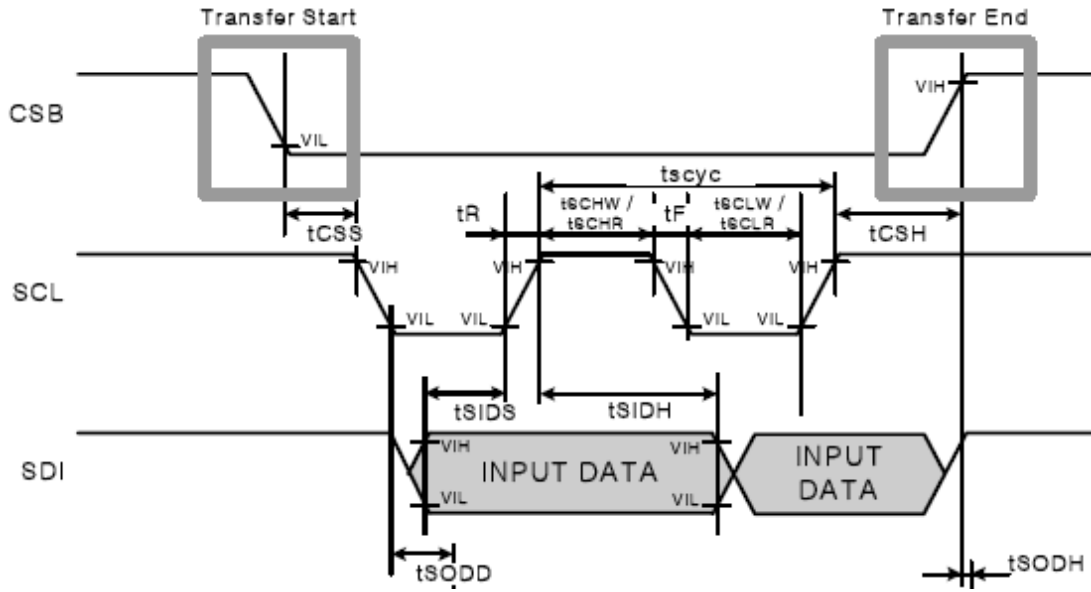 Transfer Start
Transfer End
CSB
VIL
VIH
tscyc
tCSS
tR
tSCHW / tSCHR
tF
tSCLW / tSCLR
tCSH
SCL
VIH
VIH
VIH
VIH
VIL
VIL
VIL
VIL
tSIDS
tSIDH
SDI
VIH
VIL
INPUT DATA
VIH
VIL
INPUT
DATA
tSODD
tSODH